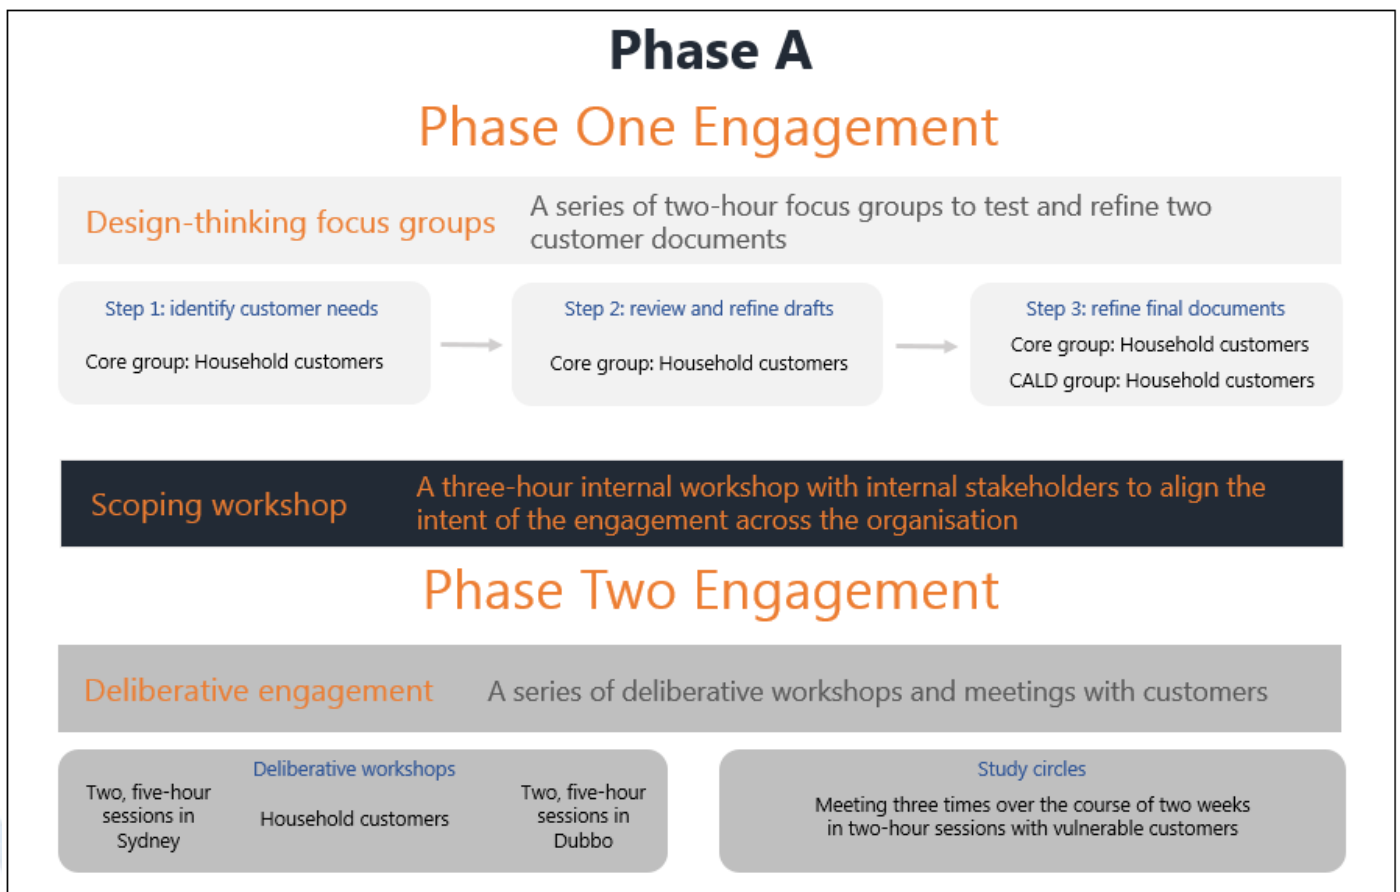 Phase A
Phase One Engagement
Design-thinking focus groups
A series of two-hour focus groups to test and refine two
customer documents
Step 1: identify customer needs
Core group: Household customers
Step 2: review and refine drafts
Core group: Household customers
Step 3: refine final documents
Core group: Household customers
CALD group: Household customers
Scoping workshop
A three-hour internal workshop with internal stakeholders to align the
intent of the engagement across the organisation
Phase Two Engagement
Deliberative engagement
A series of deliberative workshops and meetings with customers
Deliberative workshops
Two, five-hour
sessions in
Sydney
Household customers
Two, five-hour
sessions in
Dubbo
Study circles
Meeting three times over the course of two weeks
in two-hour sessions with vulnerable customers